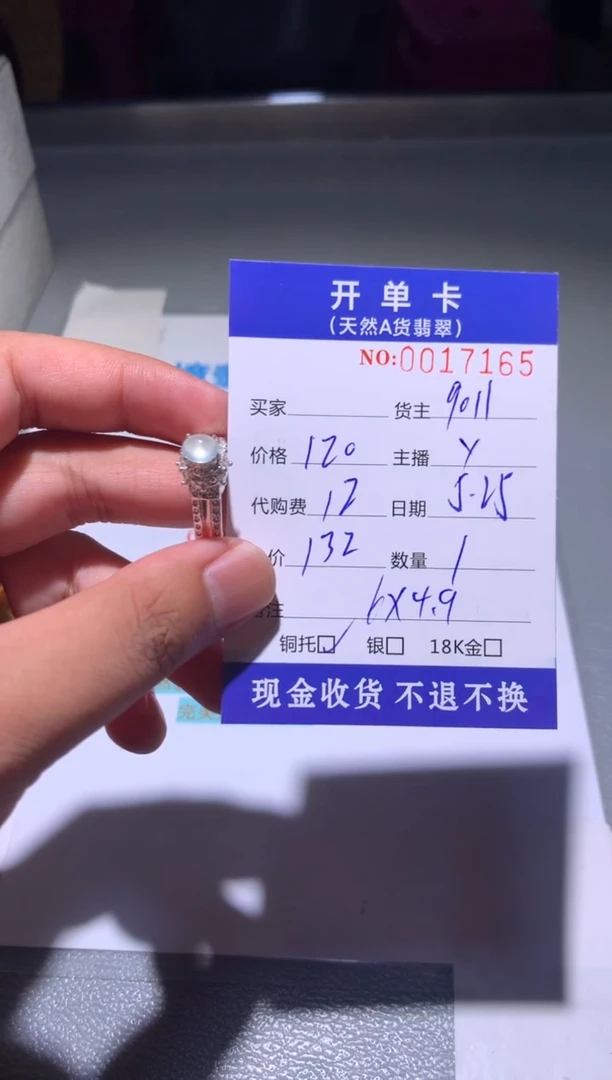 开单卡
(天然A货翡翠)
NO:0017165
买家 货主 9011
价格 120 主播 Y
代购费 12 日期 5.25
价 132 数量 1
注 6X4.9
铜托☑ 银□ 18K金□
现金收货 不退不换